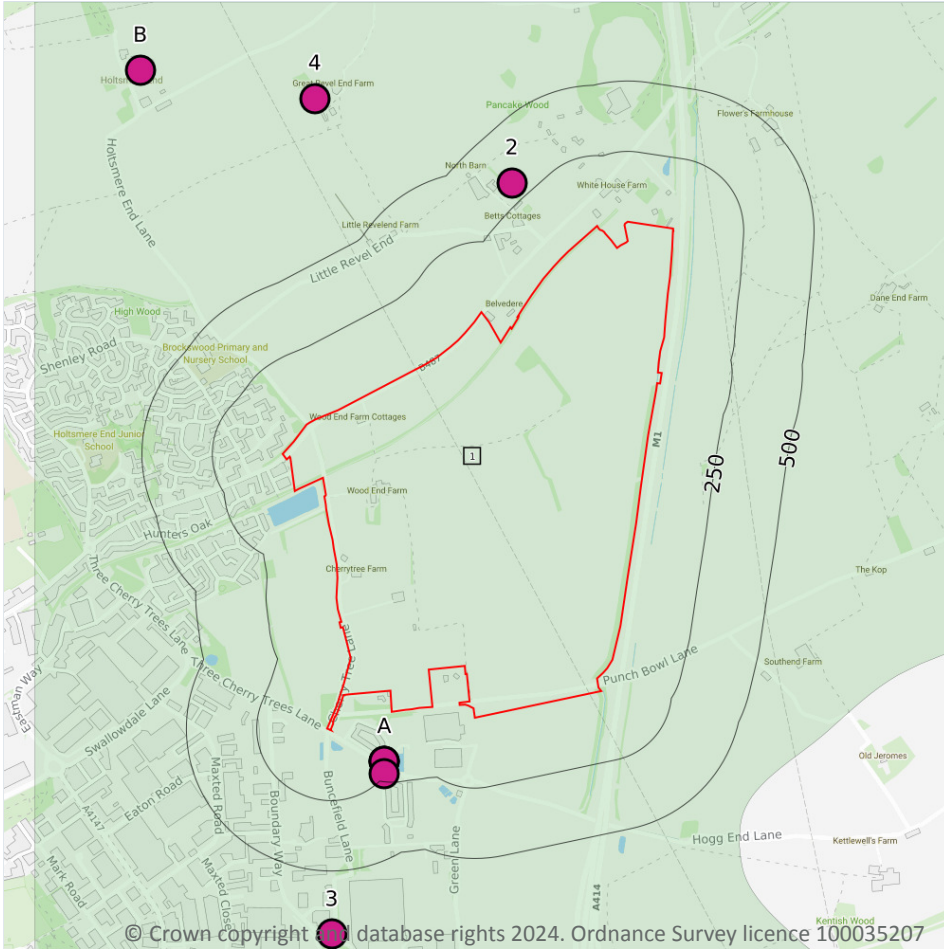 B
4
Great Revel End Farm
Pancake Wood
Flower's Farmhouse
2
North Barn
White House Farm
Holtsmere End Lane
Betts Cottages
Little Revelend Farm
Little Revel End
Dane End Farm
Belvedere
High Wood
Shenley Road
Brockswood Primary and
Nursery School
B487
Wood End Farm Cottages
Holtsmere End Junior
School
M1
250
500
1
Wood End Farm
Hunters Oak
Cherrytree Farm
The Kop
Three Cherry Trees Lane
Cherry Tree Lane
Punch Bowl Lane
Southend Farm
Three Cherry Trees Lane
Eastman Way
Swallowdale Lane
A
Old Jeromes
Maxted Road
Eaton Road
Boundary Way
Buncefield Lane
A4147
Green Lane
Hogg End Lane
Kettlewell's Farm
Mark Road
Maxted Close
A414
3
Kentish Wood
© Crown copyright and database rights 2024. Ordnance Survey licence 100035207